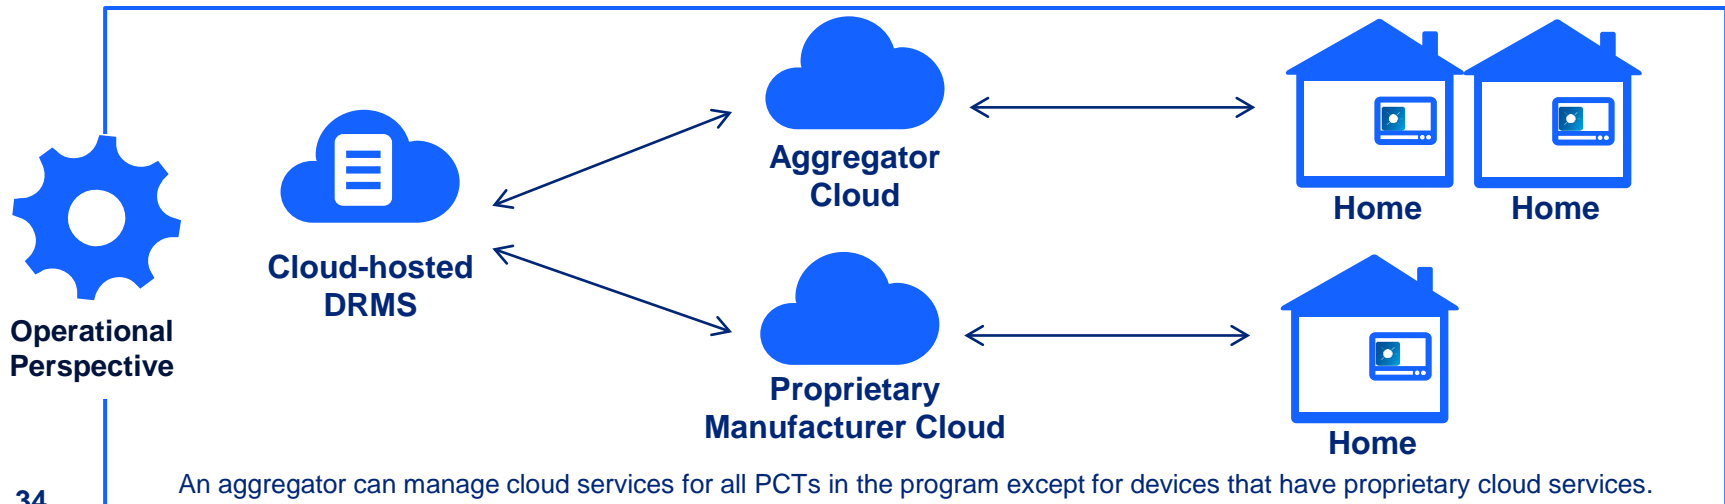 Aggregator
Cloud
Home
Home
Cloud-hosted
DRMS
Operational
Perspective
Proprietary
Manufacturer Cloud
Home
An aggregator can manage cloud services for all PCTs in the program except for devices that have proprietary cloud services.
34